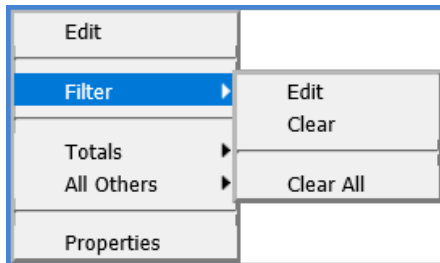 Edit
Filter
Edit
Clear
Totals
All Others
Clear All
Properties